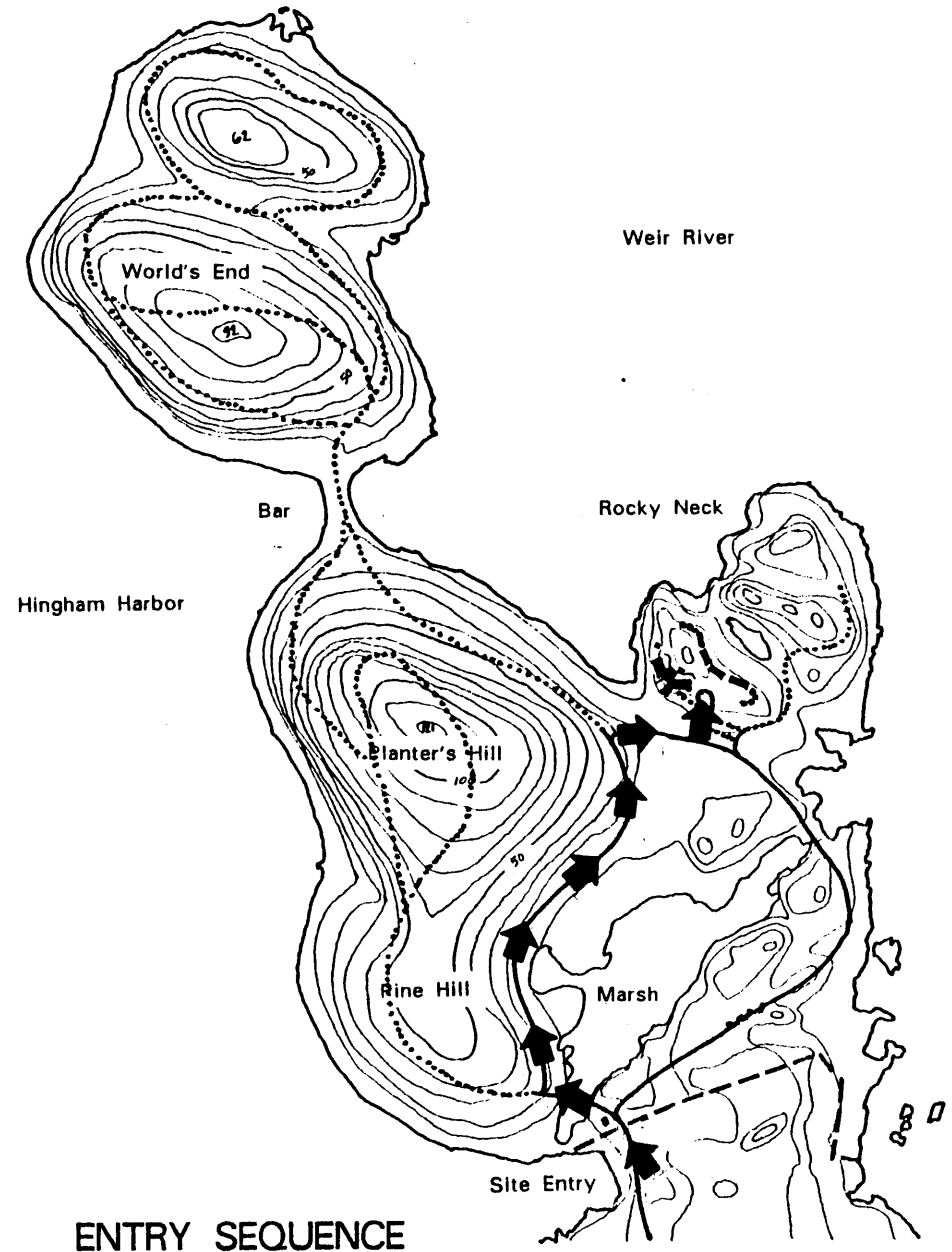 62
50
Weir River
World's End
92
50
Bar
Rocky Neck
Hingham Harbor
Planter's Hill
100
50
Pine Hill
Marsh
Site Entry
ENTRY SEQUENCE